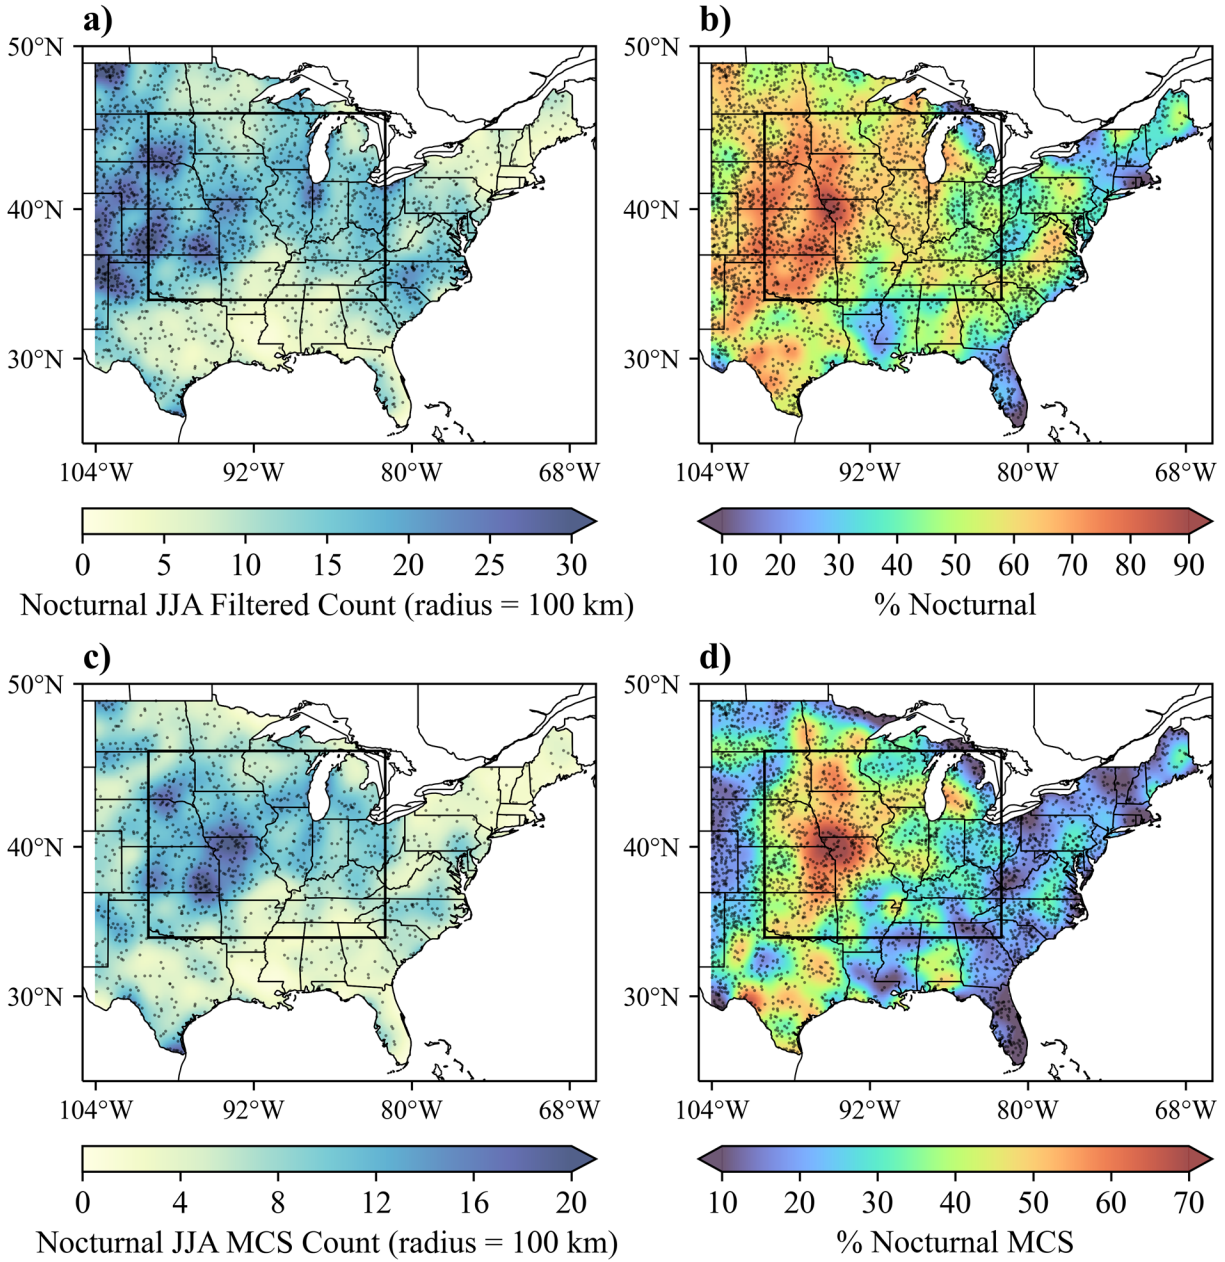 a)
b)
50°N
40°N
30°N
104°W 92°W 80°W 68°W
50°N
40°N
30°N
104°W 92°W 80°W 68°W
0 5 10 15 20 25 30
Nocturnal JJA Filtered Count (radius = 100 km)
10 20 30 40 50 60 70 80 90
% Nocturnal
c)
d)
50°N
40°N
30°N
104°W 92°W 80°W 68°W
50°N
40°N
30°N
104°W 92°W 80°W 68°W
0 4 8 12 16 20
Nocturnal JJA MCS Count (radius = 100 km)
10 20 30 40 50 60 70
% Nocturnal MCS